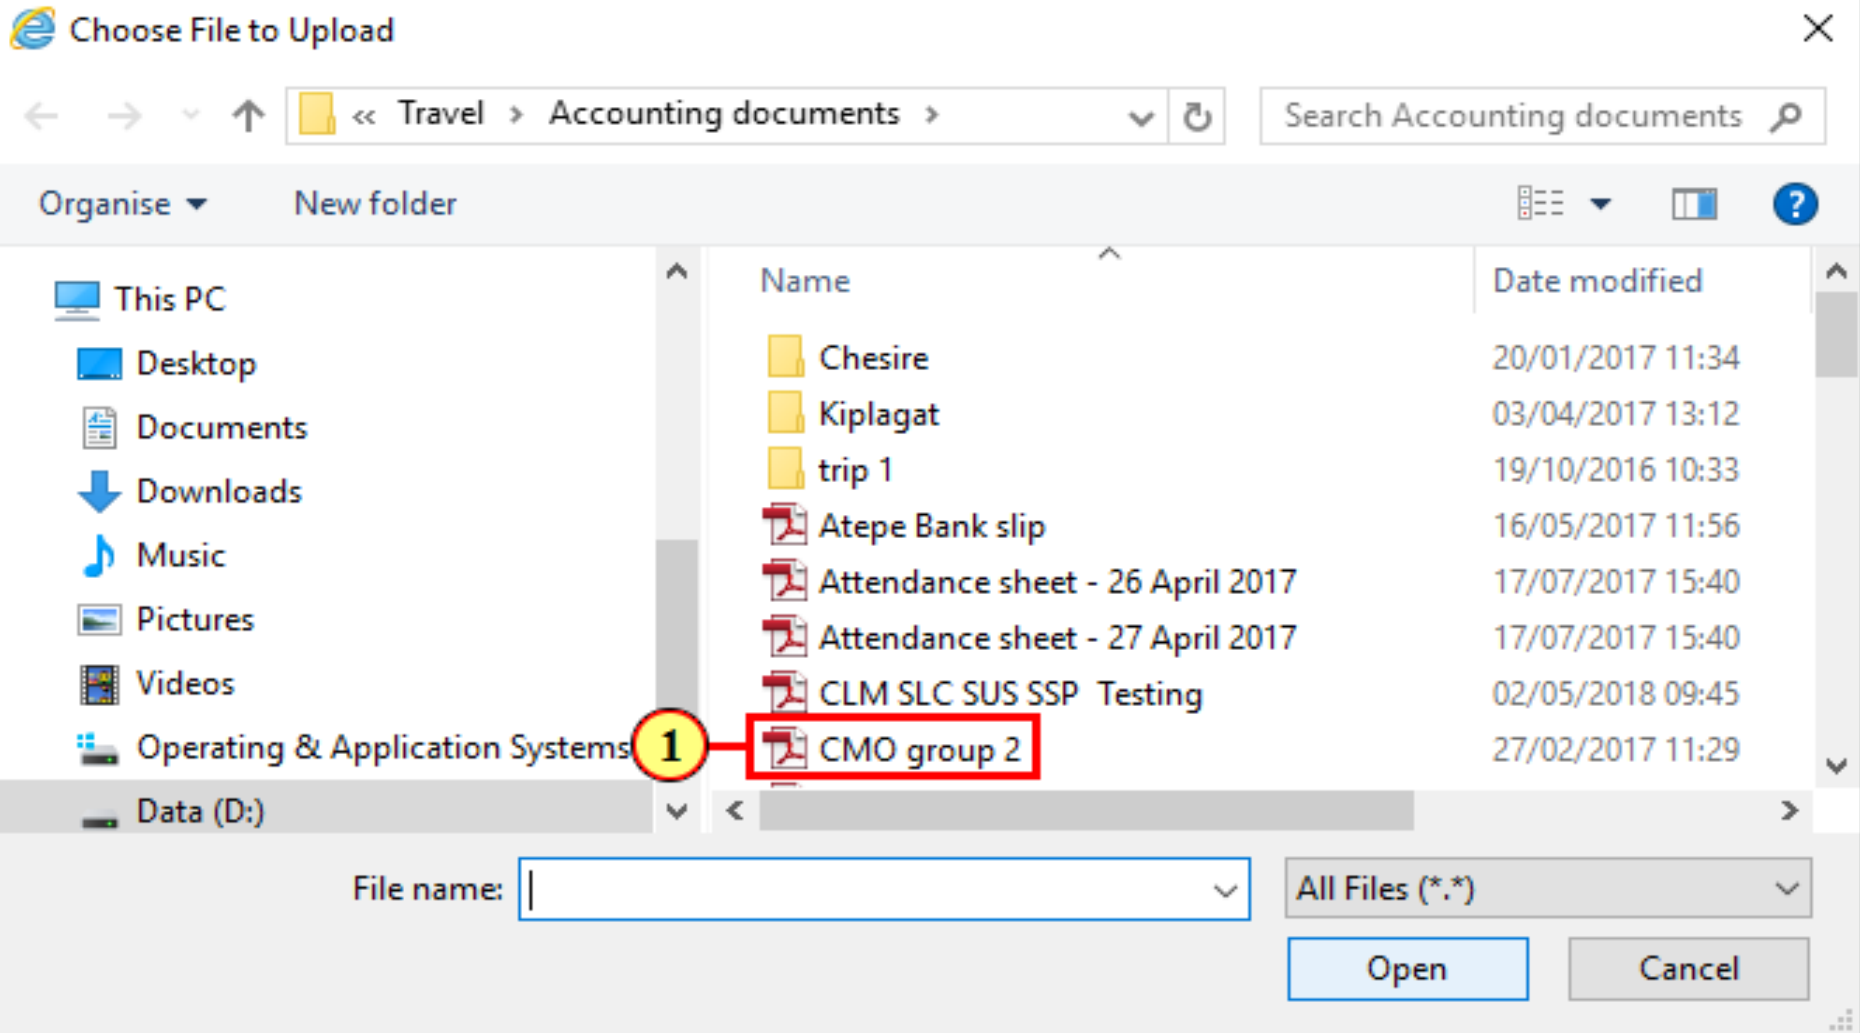 Choose File to Upload
« Travel > Accounting documents >
Search Accounting documents
Organise
New folder
?
This PC
Desktop
Documents
Downloads
Music
Pictures
Videos
Operating & Application Systems
Data (D:)
Name Date modified
Chesire 20/01/2017 11:34
Kiplagat 03/04/2017 13:12
trip 1 19/10/2016 10:33
Atepe Bank slip 16/05/2017 11:56
Attendance sheet - 26 April 2017 17/07/2017 15:40
Attendance sheet - 27 April 2017 17/07/2017 15:40
CLM SLC SUS SSP  Testing 02/05/2018 09:45
1 CMO group 2 27/02/2017 11:29
File name:
All Files (*.*)
Open Cancel